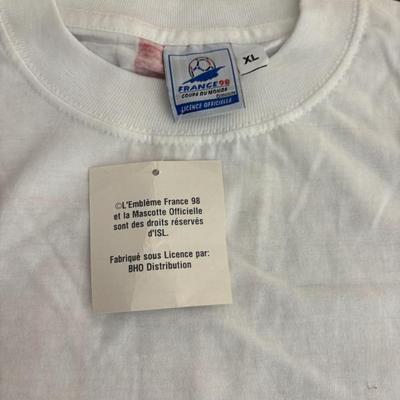 FRANCE 98
COUPE DU MONDE
LICENCE OFFICIELLE
XL
©L'Emblème France 98
et la Mascotte Officielle
sont des droits réservés
d'ISL.
Fabriqué sous Licence par:
BHO Distribution